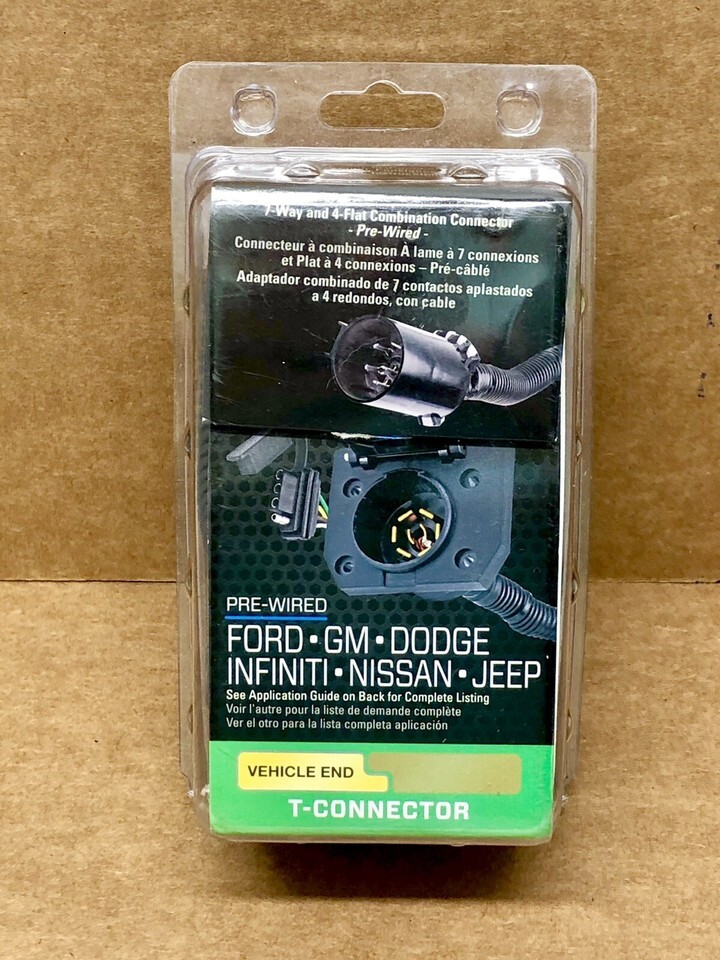 7-Way and 4-Flat Combination Connector
- Pre-Wired -
Connecteur à combinaison À lame à 7 connexions
et Plat à 4 connexions – Pré-câblé
Adaptador combinado de 7 contactos aplastados
a 4 redondos, con cable
PRE-WIRED
FORD • GM • DODGE
INFINITI • NISSAN • JEEP
See Application Guide on Back for Complete Listing
Voir l'autre pour la liste de demande complète
Ver el otro para la lista completa aplicación
VEHICLE END
T-CONNECTOR